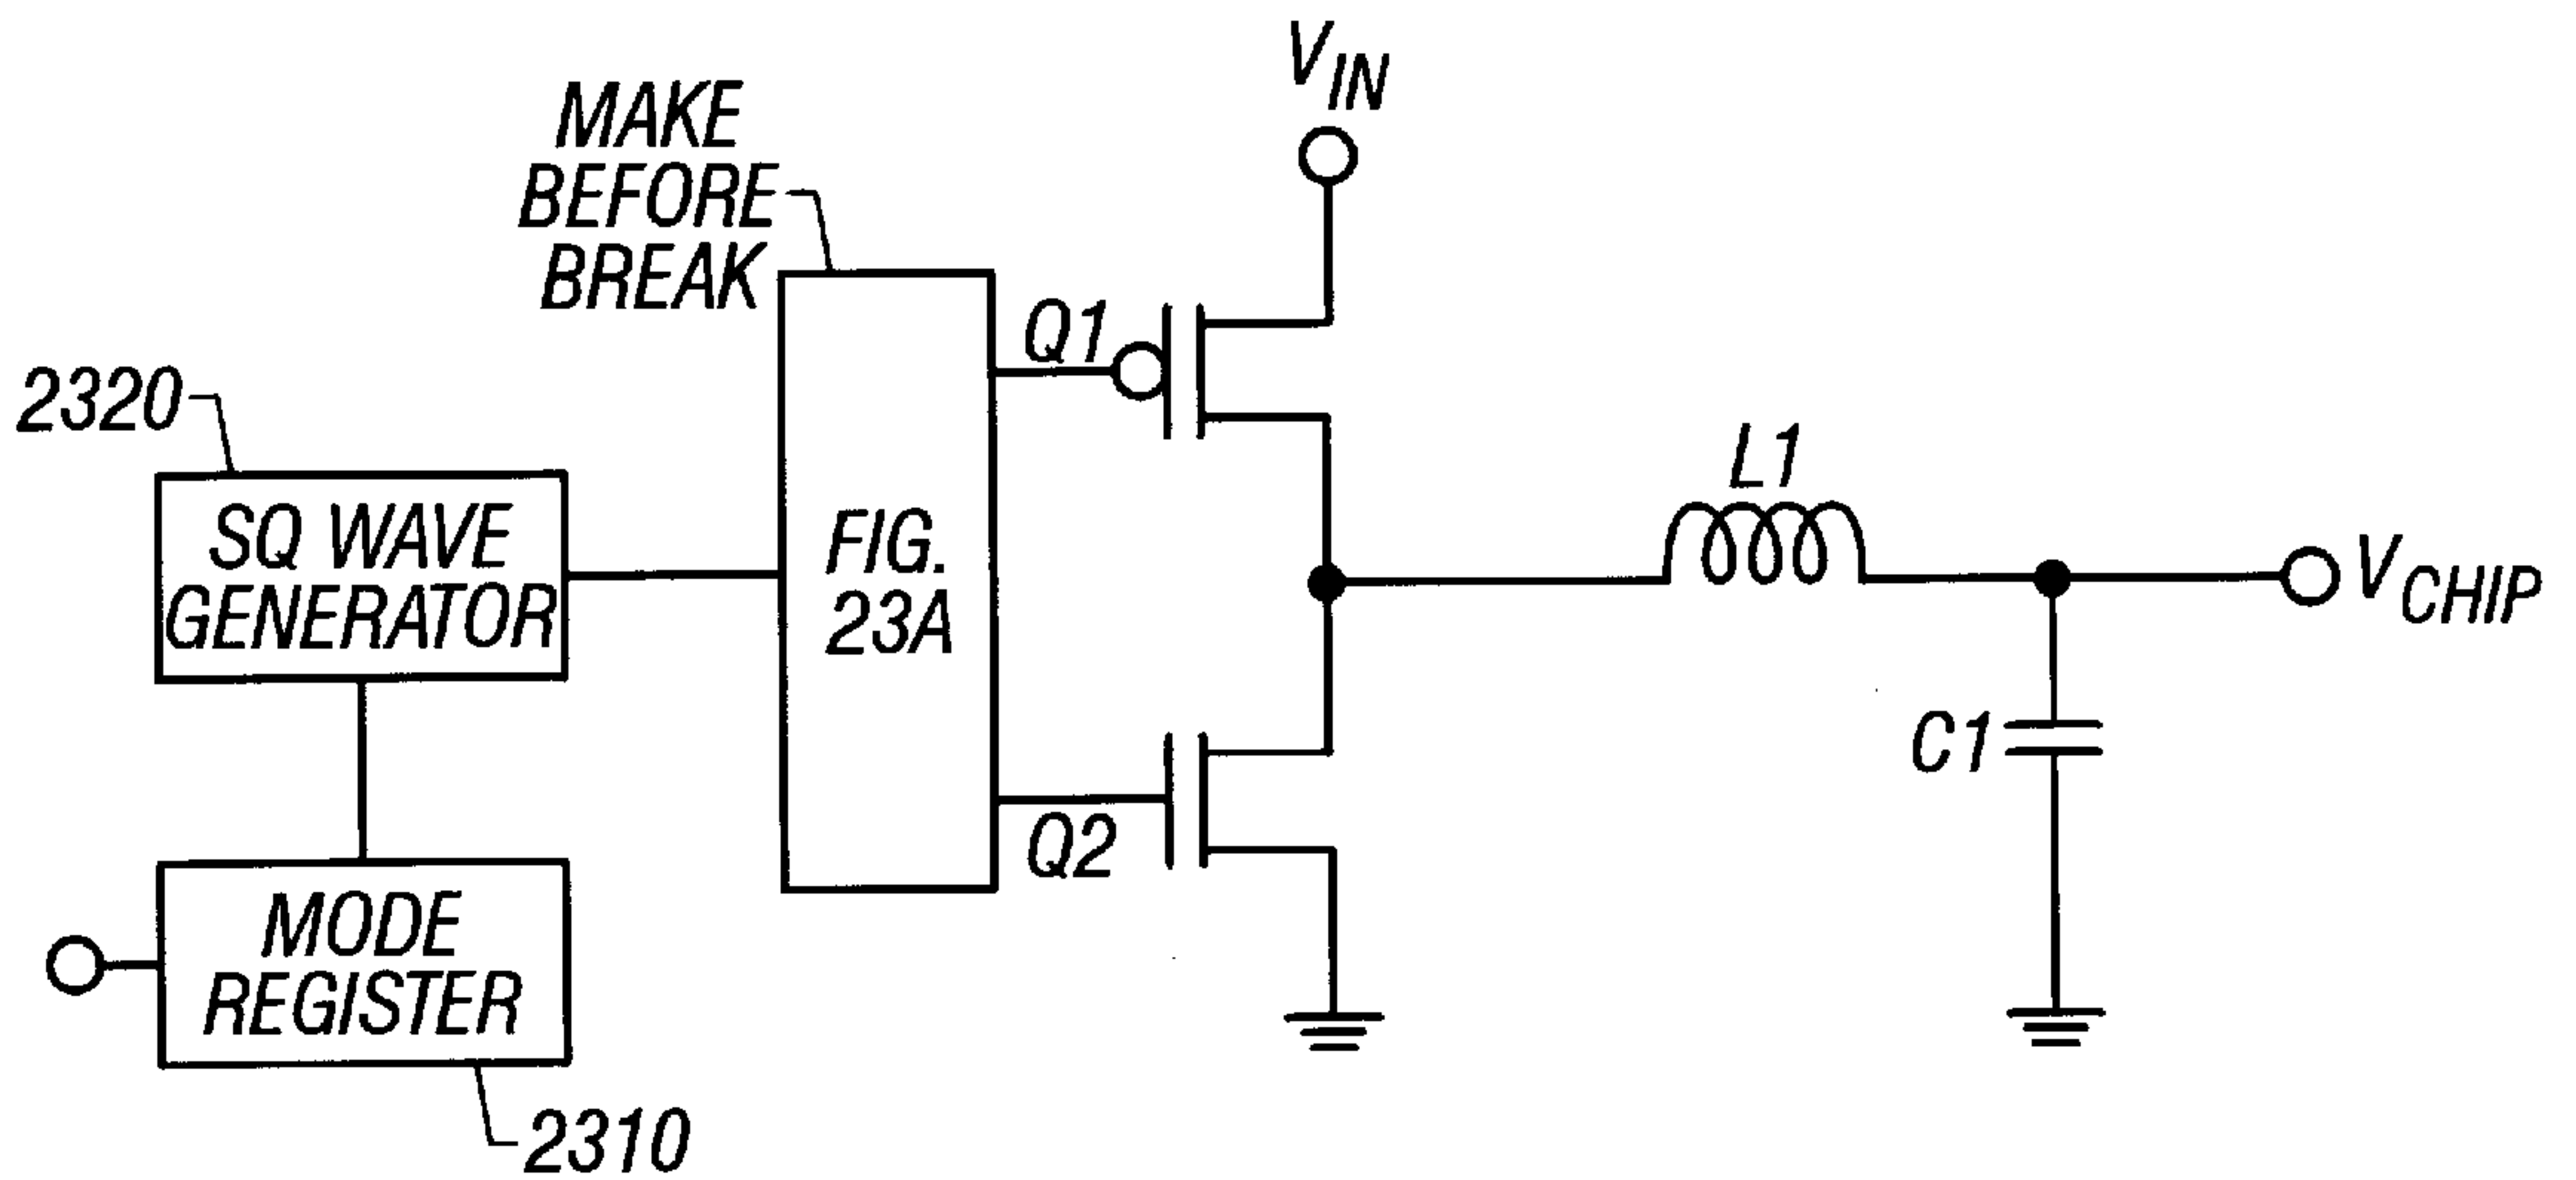 V_IN
MAKE
BEFORE
BREAK
Q1
2320
SQ WAVE
GENERATOR
FIG.
23A
L1
V_CHIP
C1
Q2
MODE
REGISTER
2310